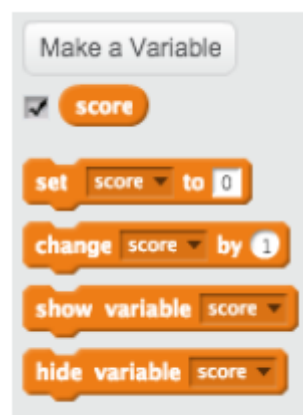 Make a Variable
score
set score to 0
change score by 1
show variable score
hide variable score